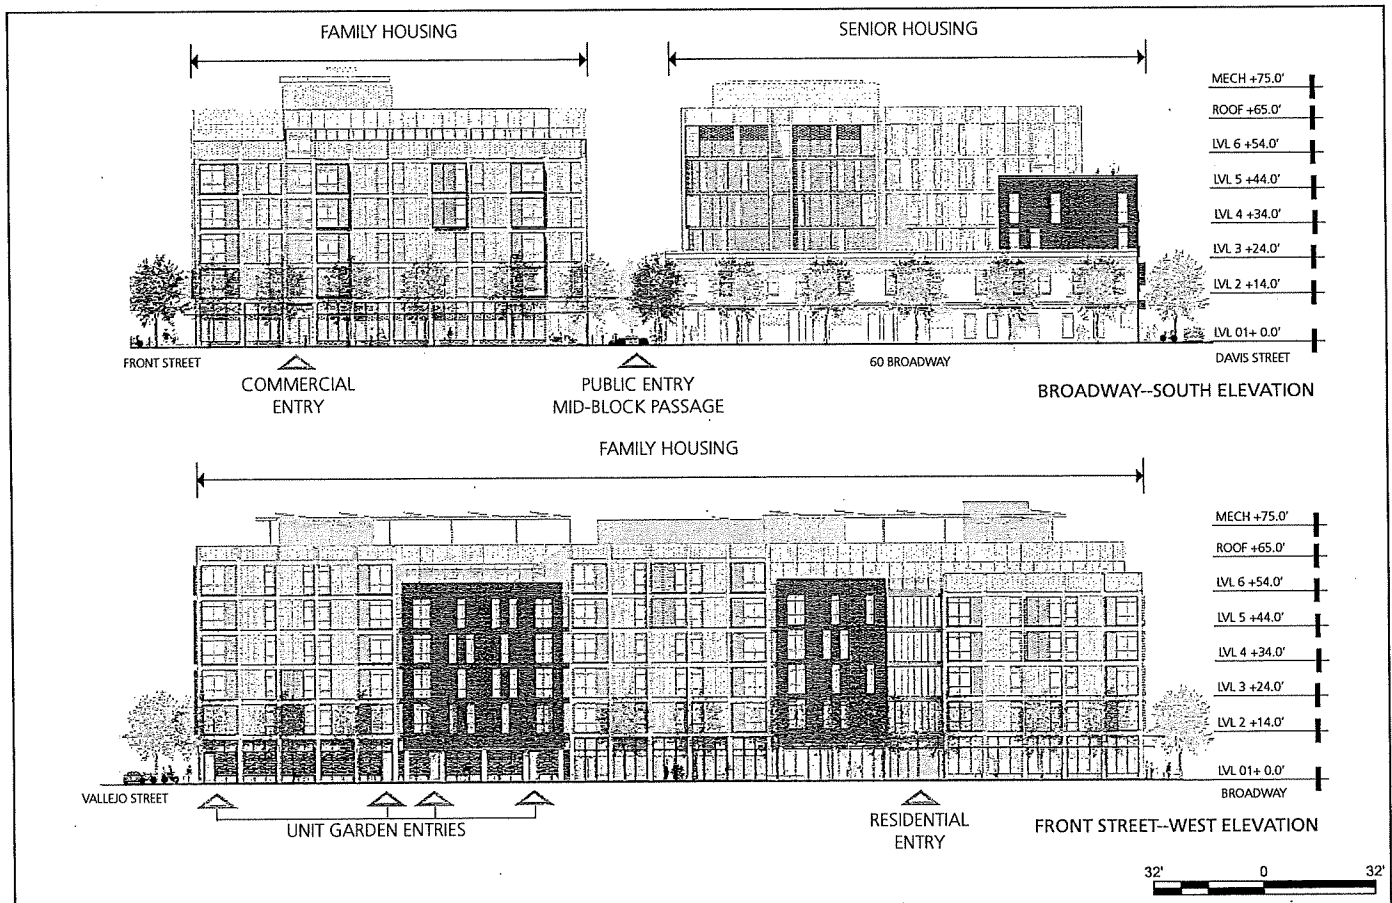 FAMILY HOUSING
SENIOR HOUSING
MECH +75.0'
ROOF +65.0'
LVL 6 +54.0'
LVL 5 +44.0'
LVL 4 +34.0'
LVL 3 +24.0'
LVL 2 +14.0'
LVL 01+ 0.0'
FRONT STREET
60 BROADWAY
DAVIS STREET
COMMERCIAL
ENTRY
PUBLIC ENTRY
MID-BLOCK PASSAGE
BROADWAY--SOUTH ELEVATION
FAMILY HOUSING
MECH +75.0'
ROOF +65.0'
LVL 6 +54.0'
LVL 5 +44.0'
LVL 4 +34.0'
LVL 3 +24.0'
LVL 2 +14.0'
LVL 01+ 0.0'
VALLEJO STREET
BROADWAY
UNIT GARDEN ENTRIES
RESIDENTIAL
ENTRY
FRONT STREET--WEST ELEVATION
32' 0 32'